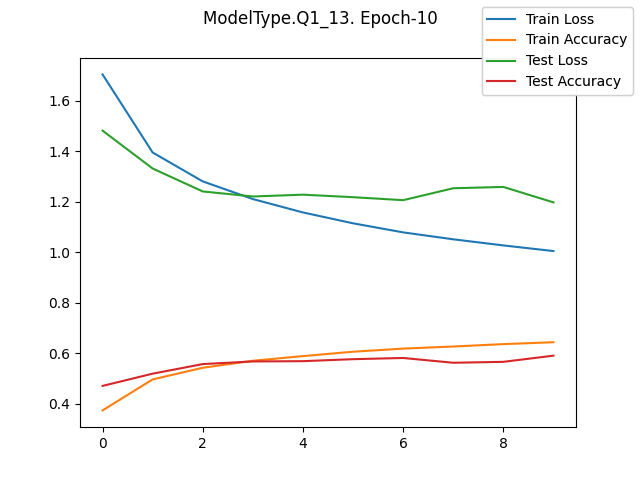 ModelType.Q1_13. Epoch-10
Train Loss
Train Accuracy
Test Loss
Test Accuracy
1.6
1.4
1.2
1.0
0.8
0.6
0.4
0 2 4 6 8